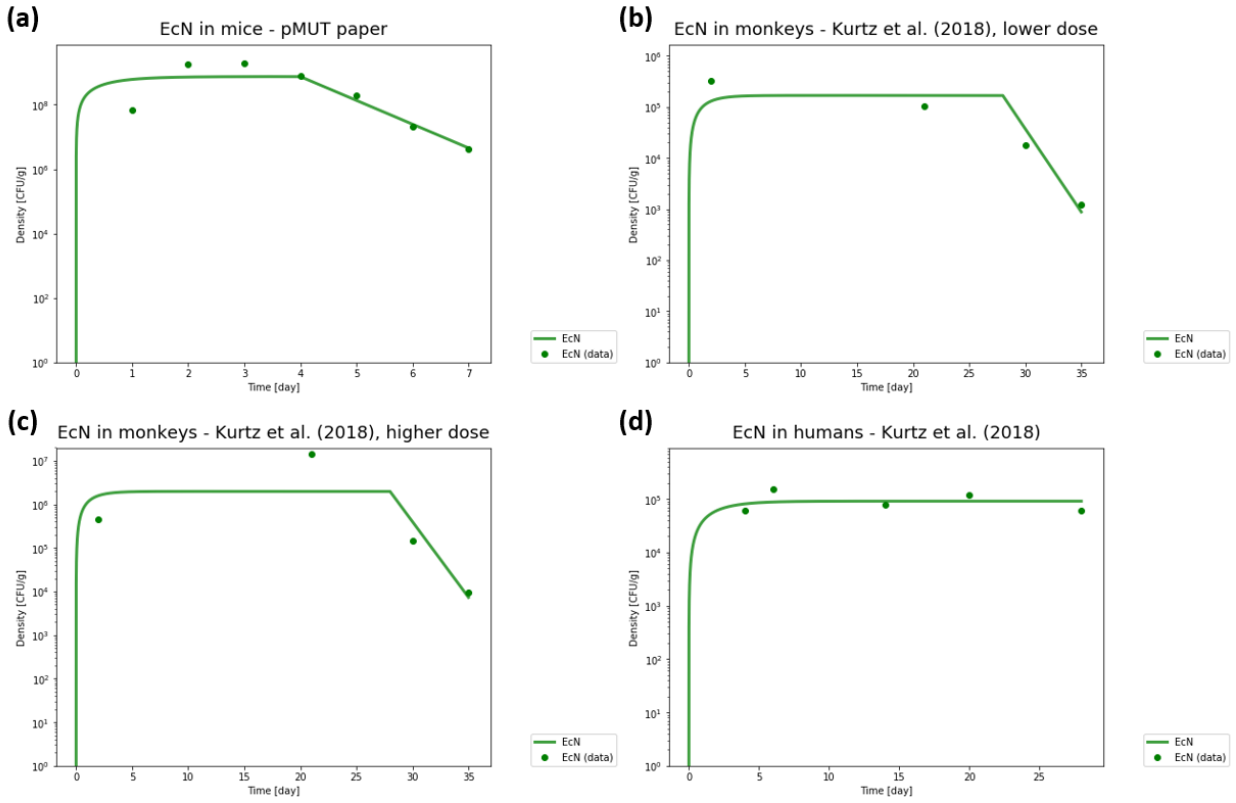 (a)
EcN in mice - pMUT paper
Density [CFU/g]
10^8
10^6
10^4
10^2
10^0
0 1 2 3 4 5 6 7
Time [day]
EcN
EcN (data)
(b)
EcN in monkeys - Kurtz et al. (2018), lower dose
Density [CFU/g]
10^6
10^5
10^4
10^3
10^2
10^1
10^0
0 5 10 15 20 25 30 35
Time [day]
EcN
EcN (data)
(c)
EcN in monkeys - Kurtz et al. (2018), higher dose
Density [CFU/g]
10^7
10^6
10^5
10^4
10^3
10^2
10^1
10^0
0 5 10 15 20 25 30 35
Time [day]
EcN
EcN (data)
(d)
EcN in humans - Kurtz et al. (2018)
Density [CFU/g]
10^5
10^4
10^3
10^2
10^1
10^0
0 5 10 15 20 25
Time [day]
EcN
EcN (data)